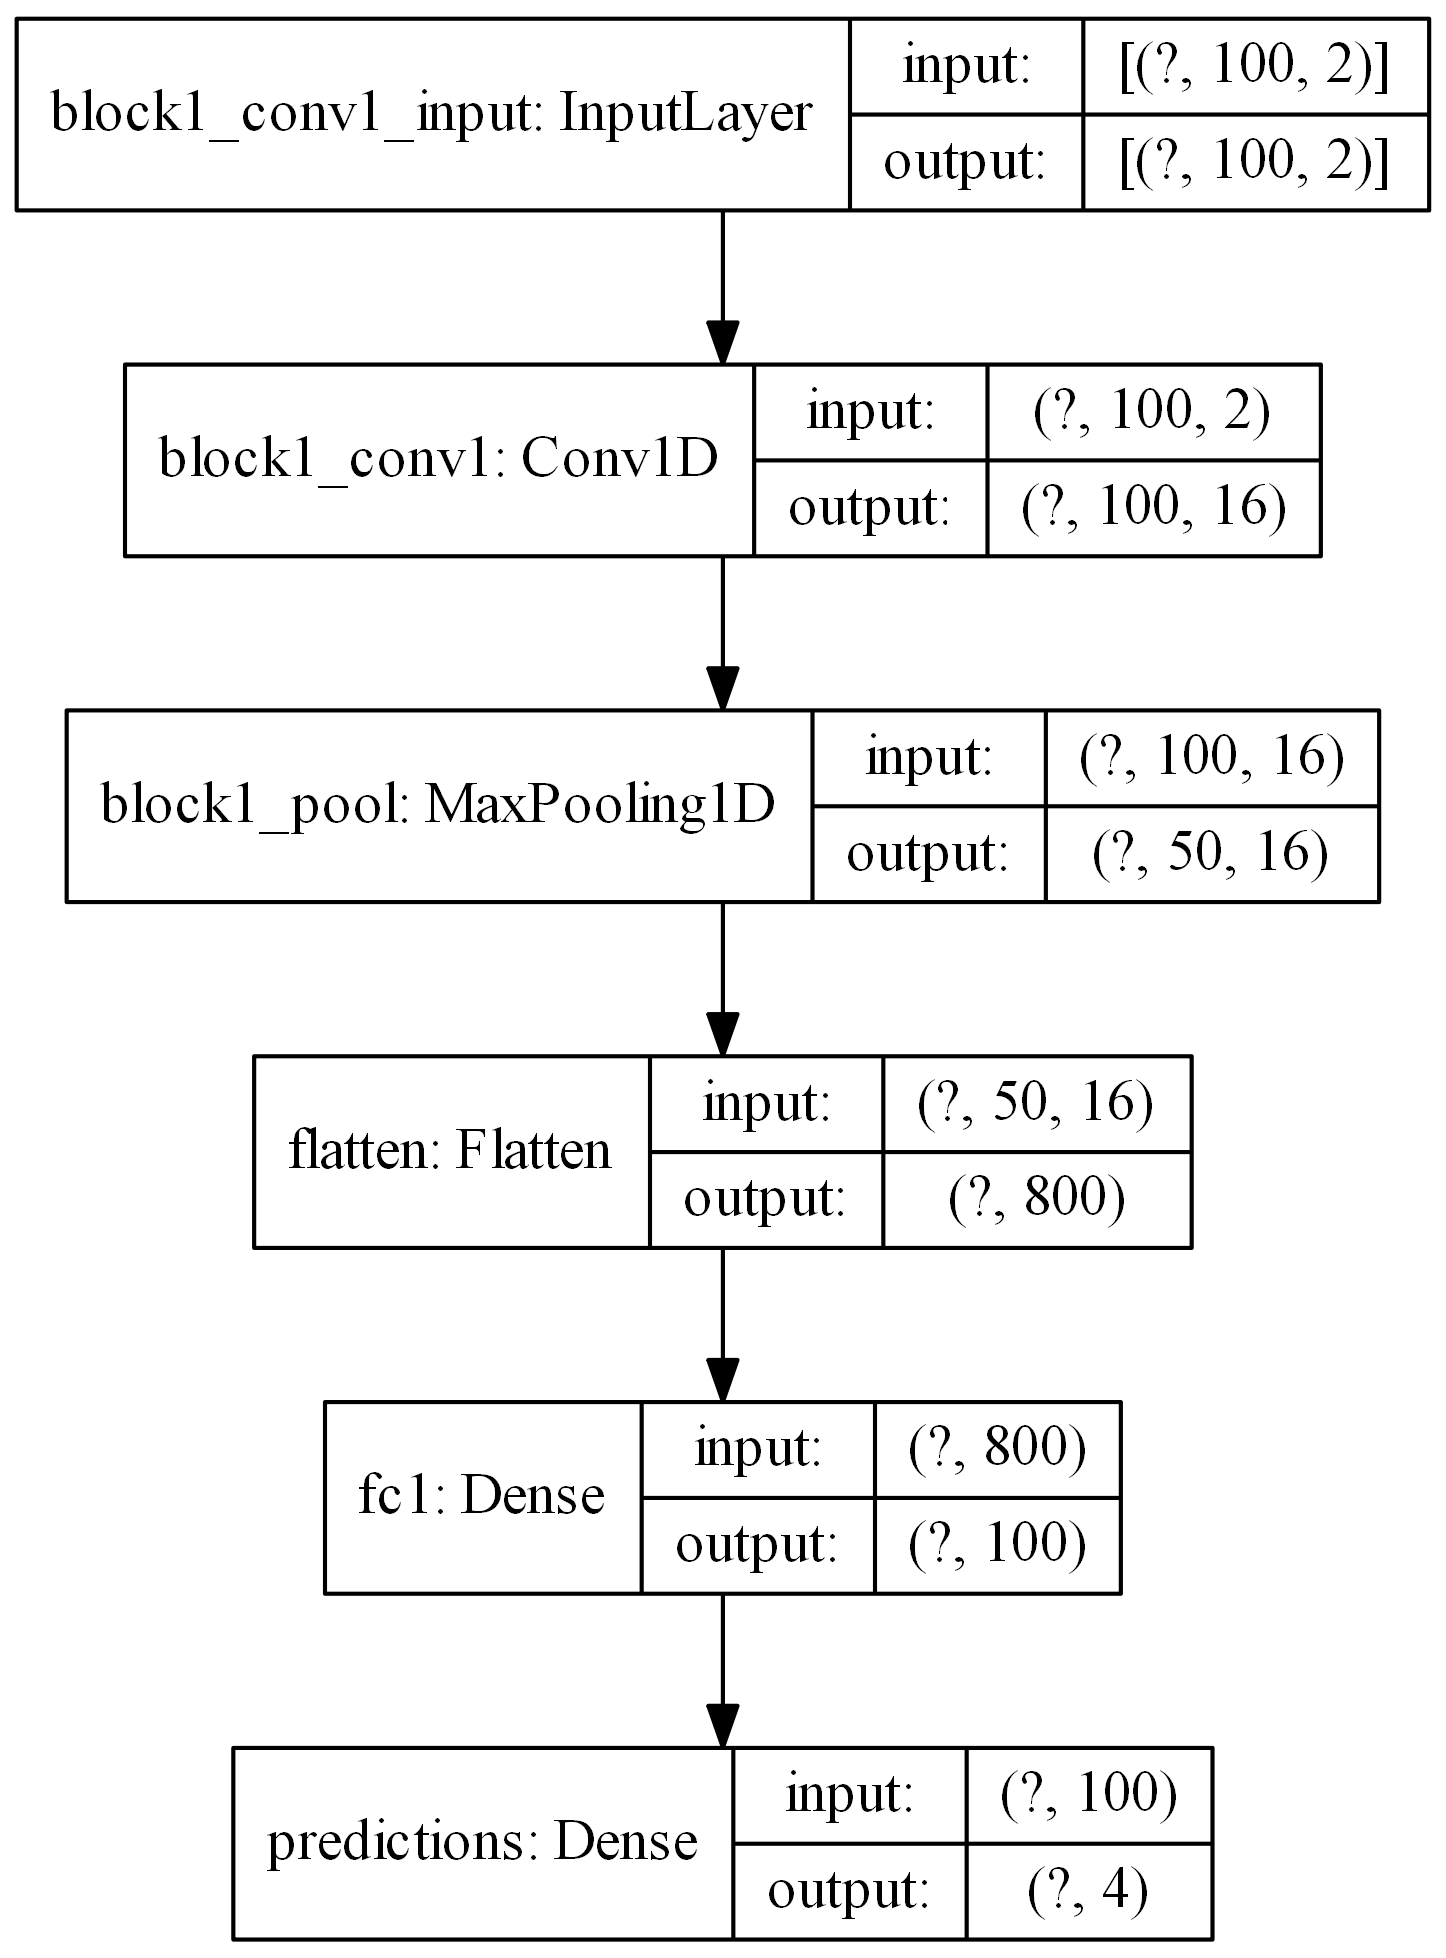 block1_conv1_input: InputLayer
input: [(?, 100, 2)]
output: [(?, 100, 2)]
block1_conv1: Conv1D
input: (?, 100, 2)
output: (?, 100, 16)
block1_pool: MaxPooling1D
input: (?, 100, 16)
output: (?, 50, 16)
flatten: Flatten
input: (?, 50, 16)
output: (?, 800)
fc1: Dense
input: (?, 800)
output: (?, 100)
predictions: Dense
input: (?, 100)
output: (?, 4)